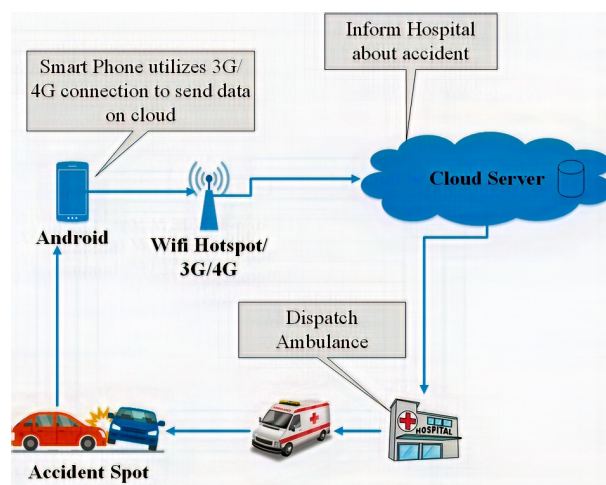 Inform Hospital
about accident
Smart Phone utilizes 3G/
4G connection to send data
on cloud
Cloud Server
Android
Wifi Hotspot/
3G/4G
Dispatch
Ambulance
AMBULANCE
HOSPITAL
Accident Spot